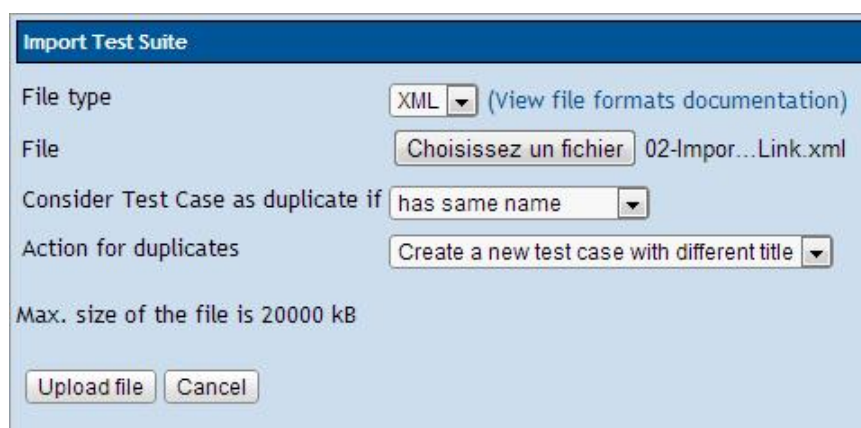 Import Test Suite
File type XML (View file formats documentation)
File Choisissez un fichier 02-Impor...Link.xml
Consider Test Case as duplicate if has same name
Action for duplicates Create a new test case with different title
Max. size of the file is 20000 kB
Upload file Cancel